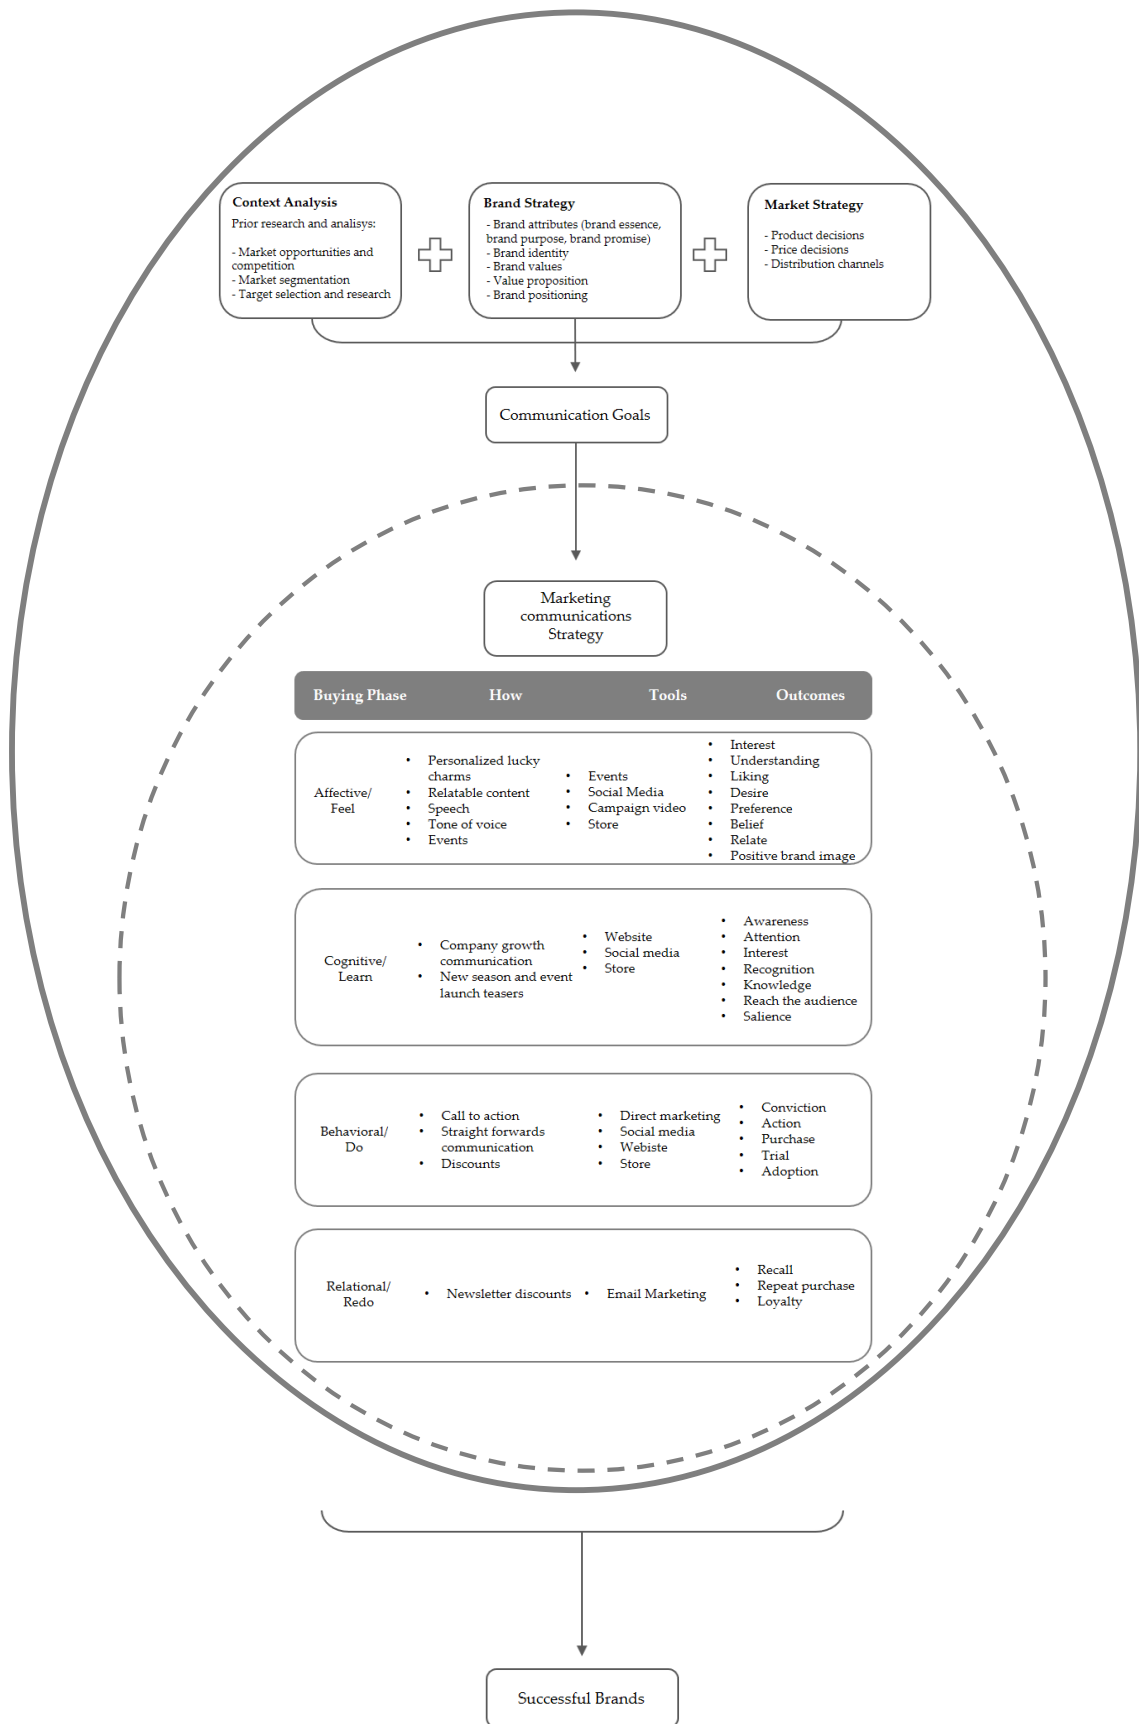 Context Analysis
Prior research and analisys:
- Market opportunities and
competition
- Market segmentation
- Target selection and research
Brand Strategy
- Brand attributes (brand essence,
brand purpose, brand promise)
- Brand identity
- Brand values
- Value proposition
- Brand positioning
Market Strategy
- Product decisions
- Price decisions
- Distribution channels
Communication Goals
Marketing
communications
Strategy
Buying Phase How Tools Outcomes
Affective/
Feel
• Personalized lucky
charms
• Relatable content
• Speech
• Tone of voice
• Events
• Events
• Social Media
• Campaign video
• Store
• Interest
• Understanding
• Liking
• Desire
• Preference
• Belief
• Relate
• Positive brand image
Cognitive/
Learn
• Company growth
communication
• New season and event
launch teasers
• Website
• Social media
• Store
• Awareness
• Attention
• Interest
• Recognition
• Knowledge
• Reach the audience
• Salience
Behavioral/
Do
• Call to action
• Straight forwards
communication
• Discounts
• Direct marketing
• Social media
• Webiste
• Store
• Conviction
• Action
• Purchase
• Trial
• Adoption
Relational/
Redo
• Newsletter discounts
• Email Marketing
• Recall
• Repeat purchase
• Loyalty
Successful Brands